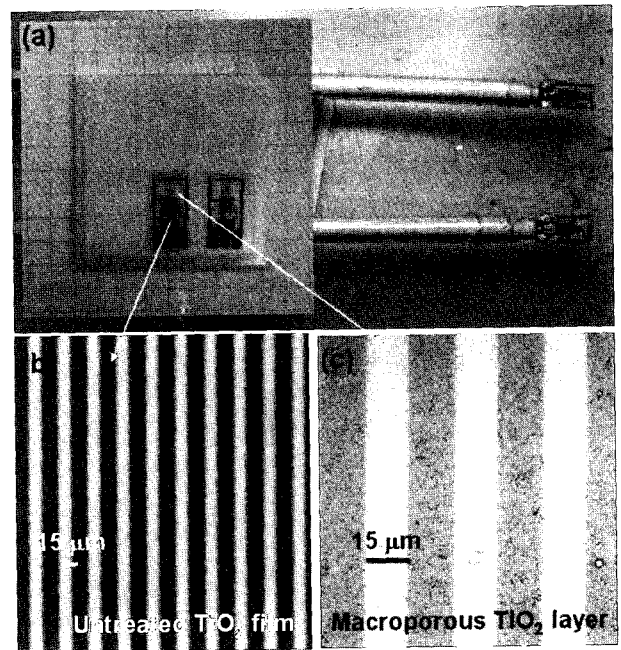 (a)
b
(c)
15 μm
15 μm
Untreated TiO₂ film
Macroporous TiO₂ layer